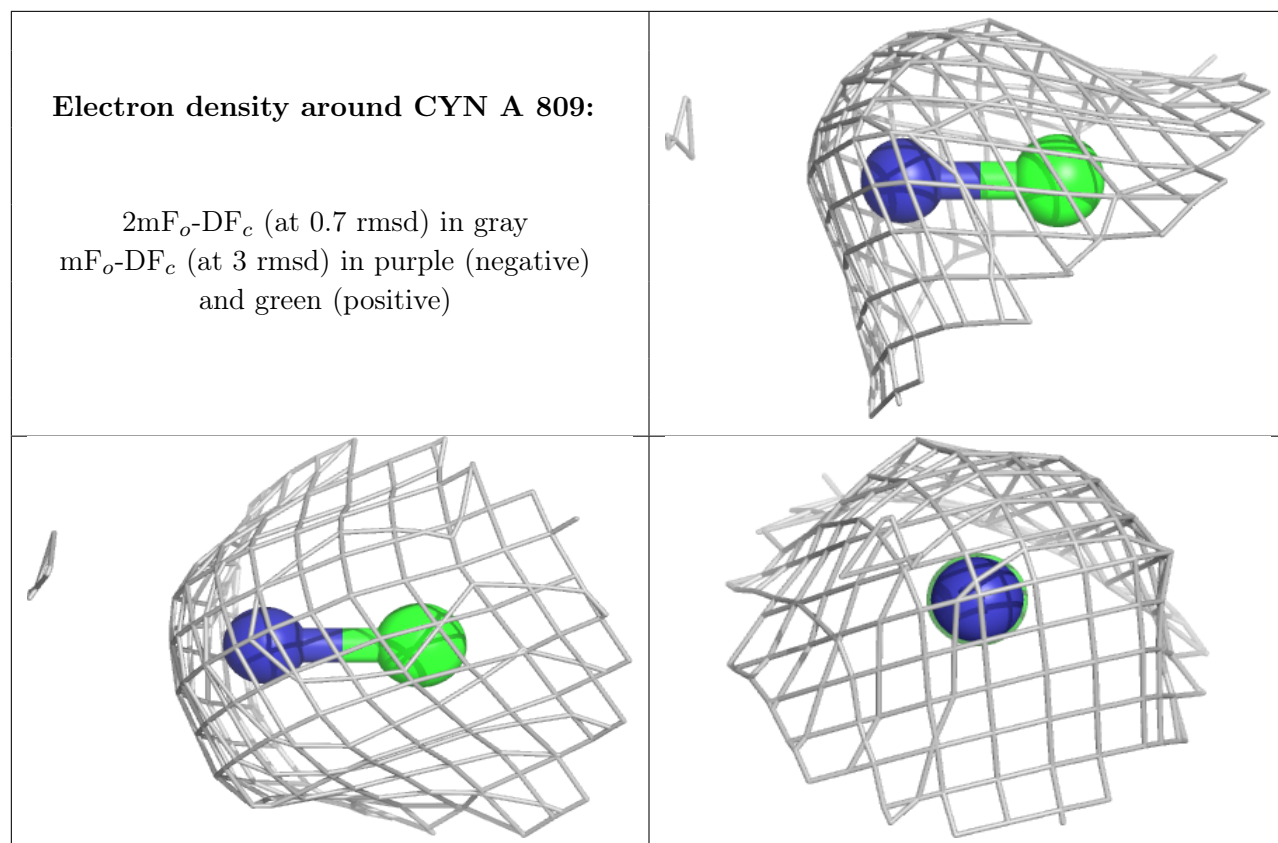 Electron density around CYN A 809:
2mFo-DFc (at 0.7 rmsd) in gray
mFo-DFc (at 3 rmsd) in purple (negative)
and green (positive)